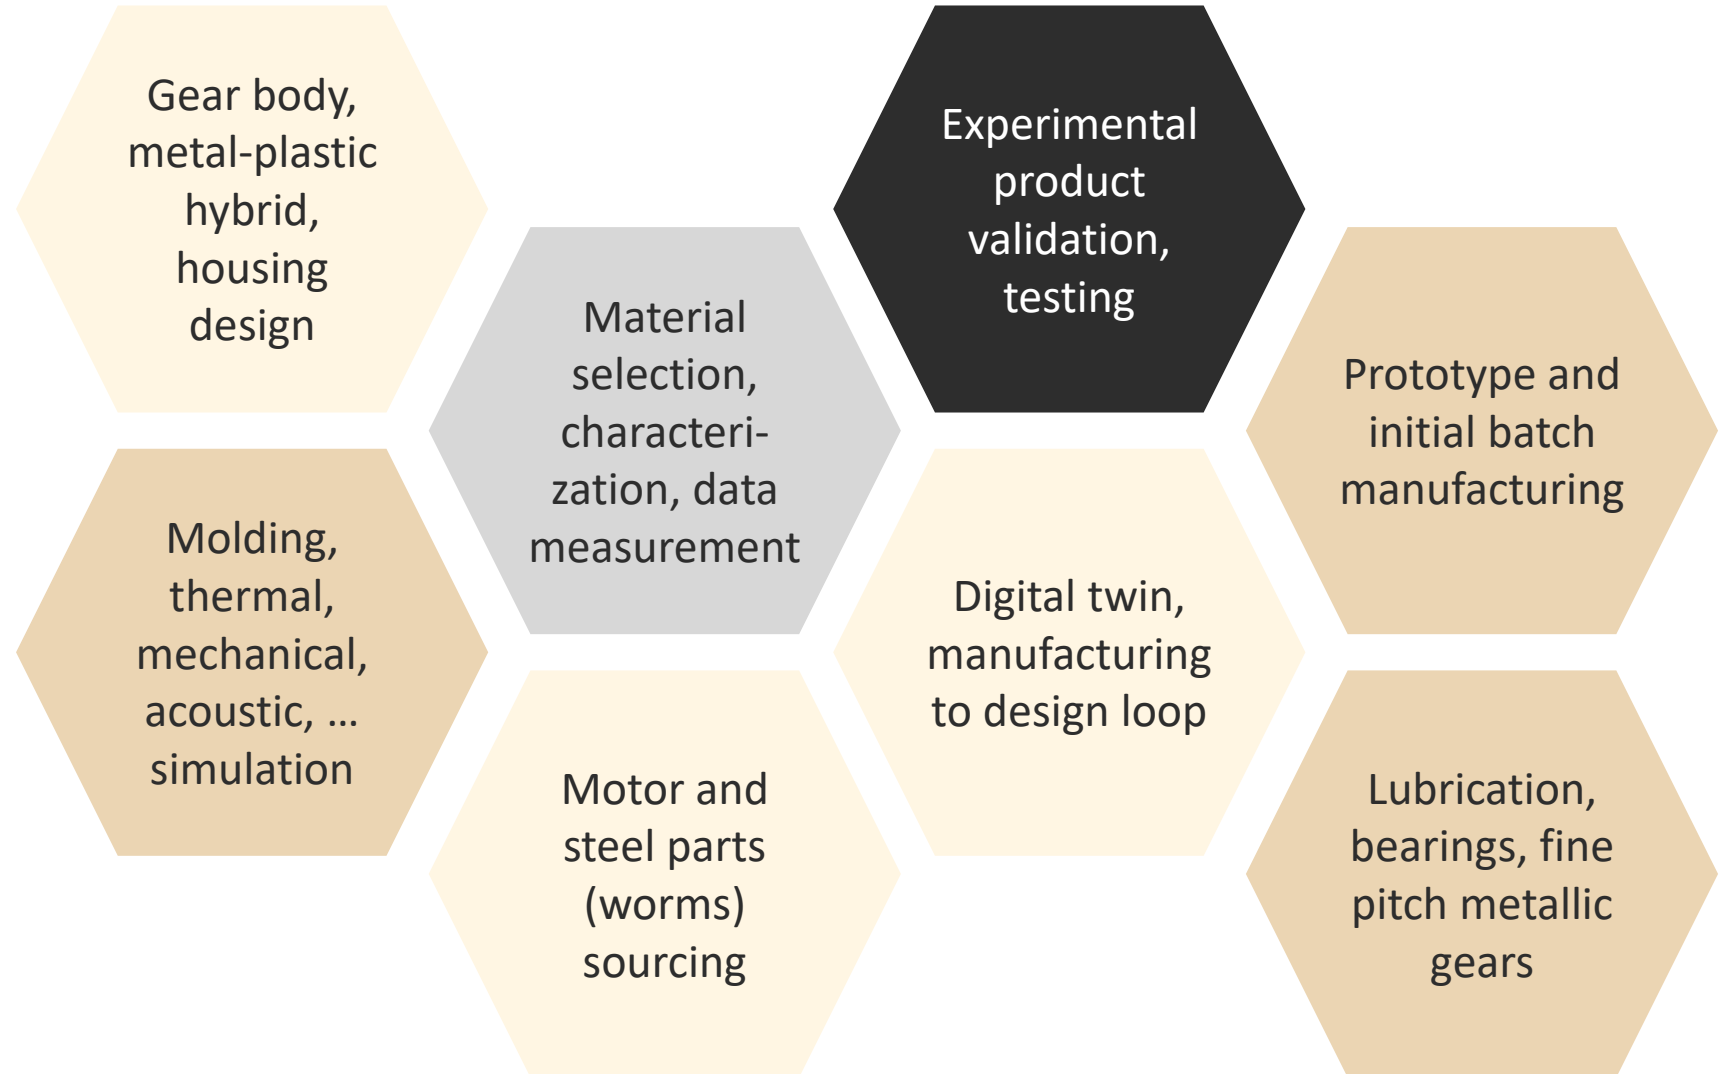 Gear body,
metal-plastic
hybrid,
housing
design
Experimental
product
validation,
testing
Material
selection,
characteri-
zation, data
measurement
Prototype and
initial batch
manufacturing
Molding,
thermal,
mechanical,
acoustic, …
simulation
Digital twin,
manufacturing
to design loop
Motor and
steel parts
(worms)
sourcing
Lubrication,
bearings, fine
pitch metallic
gears